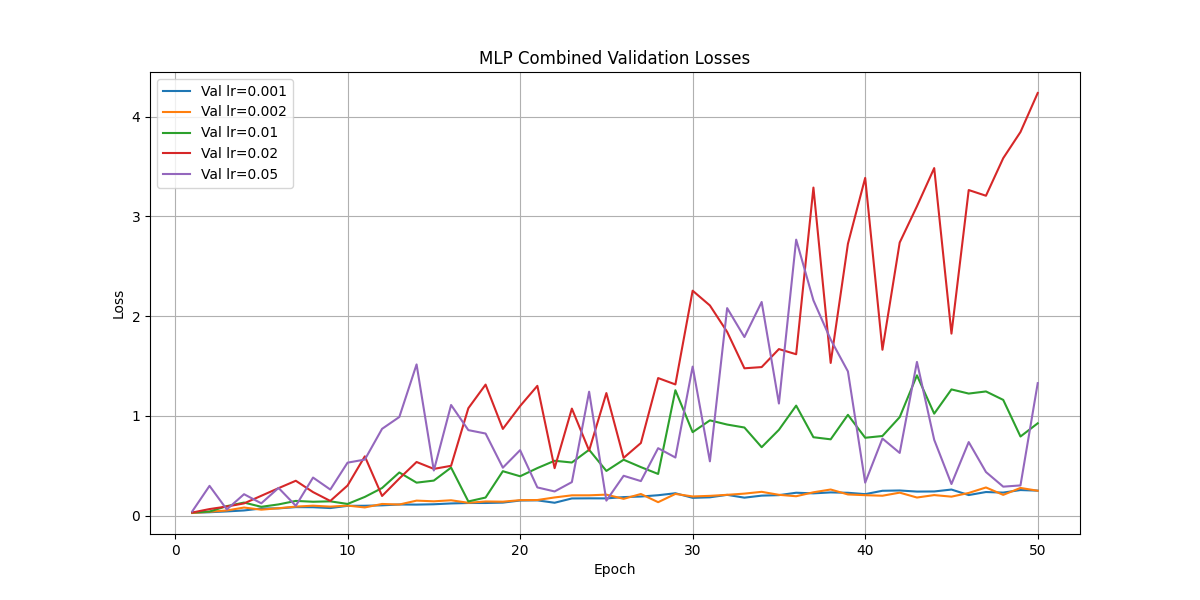 MLP Combined Validation Losses
Val lr=0.001
Val lr=0.002
Val lr=0.01
Val lr=0.02
Val lr=0.05
4
3
2
1
0
Loss
0 10 20 30 40 50
Epoch